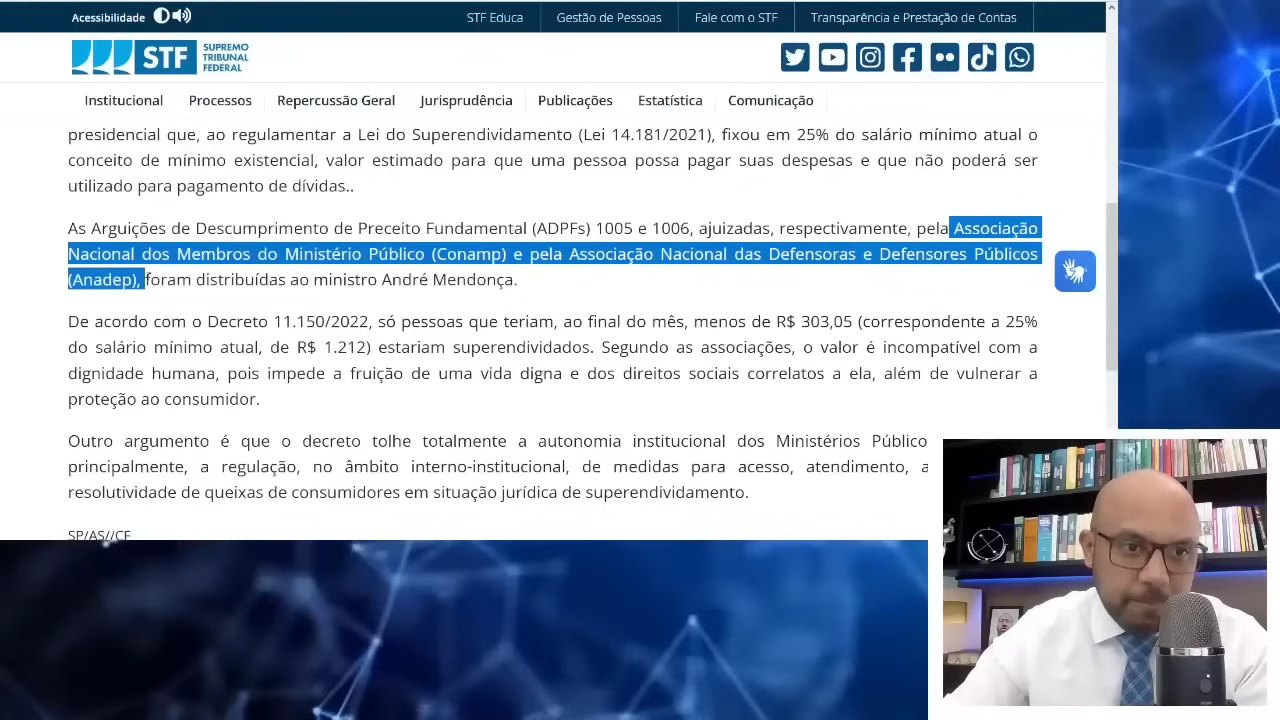 Acessibilidade
STF Educa
Gestão de Pessoas
Fale com o STF
Transparência e Prestação de Contas
STF
SUPREMO
TRIBUNAL
FEDERAL
Institucional
Processos
Repercussão Geral
Jurisprudência
Publicações
Estatística
Comunicação
presidencial que, ao regulamentar a Lei do Superendividamento (Lei 14.181/2021), fixou em 25% do salário mínimo atual o
conceito de mínimo existencial, valor estimado para que uma pessoa possa pagar suas despesas e que não poderá ser
utilizado para pagamento de dívidas..
As Arguições de Descumprimento de Preceito Fundamental (ADPFs) 1005 e 1006, ajuizadas, respectivamente, pela Associação
Nacional dos Membros do Ministério Público (Conamp) e pela Associação Nacional das Defensoras e Defensores Públicos
(Anadep), foram distribuídas ao ministro André Mendonça.
De acordo com o Decreto 11.150/2022, só pessoas que teriam, ao final do mês, menos de R$ 303,05 (correspondente a 25%
do salário mínimo atual, de R$ 1.212) estariam superendividados. Segundo as associações, o valor é incompatível com a
dignidade humana, pois impede a fruição de uma vida digna e dos direitos sociais correlatos a ela, além de vulnerar a
proteção ao consumidor.
Outro argumento é que o decreto tolhe totalmente a autonomia institucional dos Ministérios Público
principalmente, a regulação, no âmbito interno-institucional, de medidas para acesso, atendimento, a
resolutividade de queixas de consumidores em situação jurídica de superendividamento.
SP/AS//CF